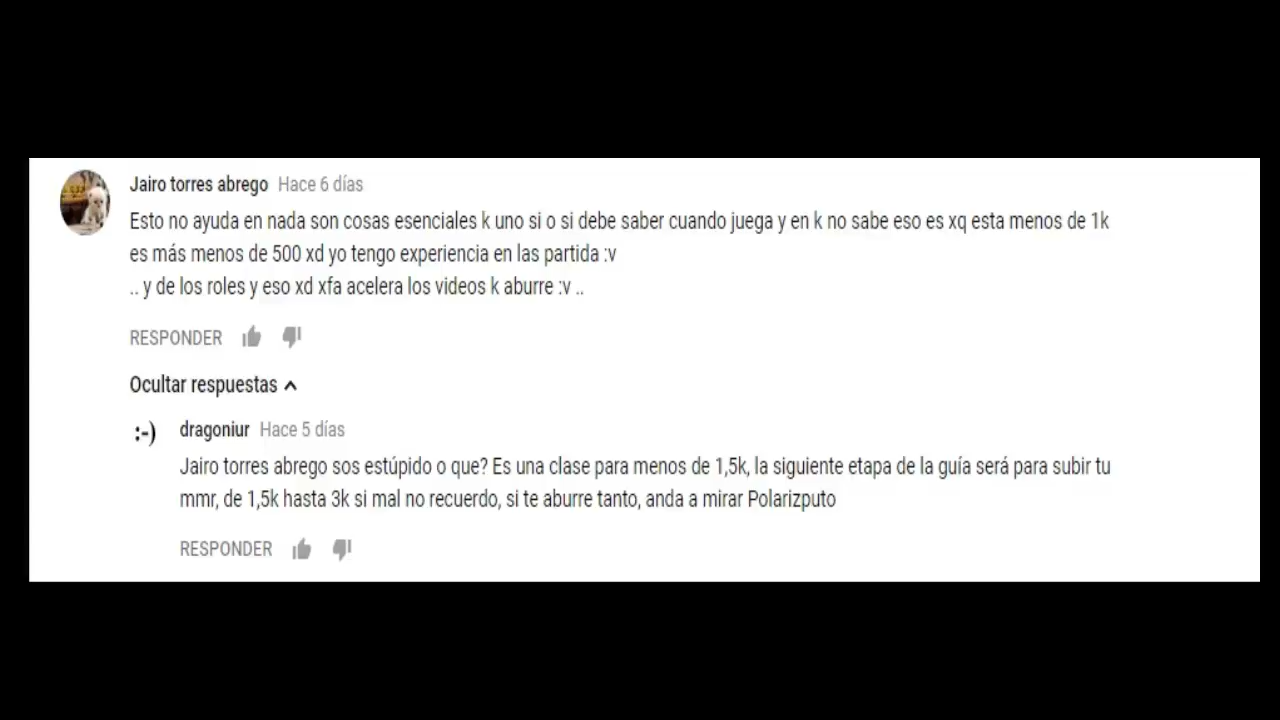 Jairo torres abrego Hace 6 días
Esto no ayuda en nada son cosas esenciales k uno si o si debe saber cuando juega y en k no sabe eso es xq esta menos de 1k
es más menos de 500 xd yo tengo experiencia en las partida :v
.. y de los roles y eso xd xfa acelera los videos k aburre :v ..
RESPONDER
Ocultar respuestas
:-) dragoniur Hace 5 días
Jairo torres abrego sos estúpido o que? Es una clase para menos de 1,5k, la siguiente etapa de la guía será para subir tu
mmr, de 1,5k hasta 3k si mal no recuerdo, si te aburre tanto, anda a mirar Polarizputo
RESPONDER